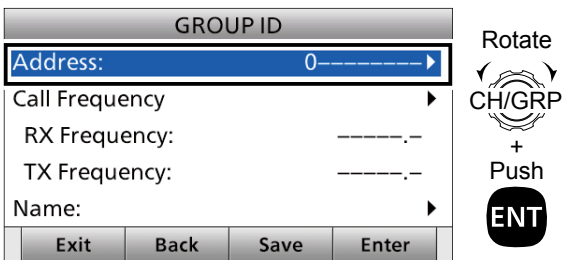 GROUP ID
Address: 0–––––––– ▶
Call Frequency ▶
RX Frequency: –––––.–
TX Frequency: –––––.–
Name: ▶
Exit Back Save Enter
Rotate
CH/GRP
+
Push
ENT